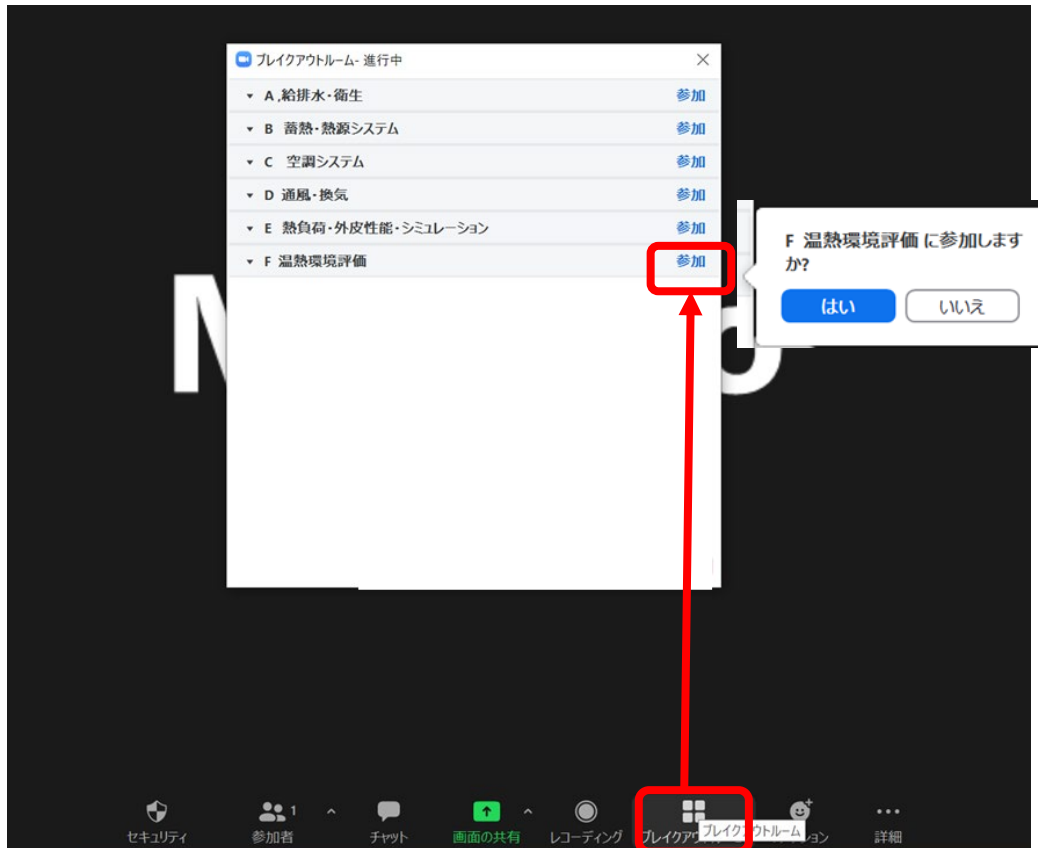 ブレイクアウトルーム- 進行中
A ,給排水・衛生 参加
B 蓄熱・熱源システム 参加
C 空調システム 参加
D 通風・換気 参加
E 熱負荷・外皮性能・シミュレーション 参加
F 温熱環境評価 参加
F 温熱環境評価 に参加します
か?
はい いいえ
1
セキュリティ 参加者 チャット 画面の共有 レコーディング ブレイクアウトルーム 詳細